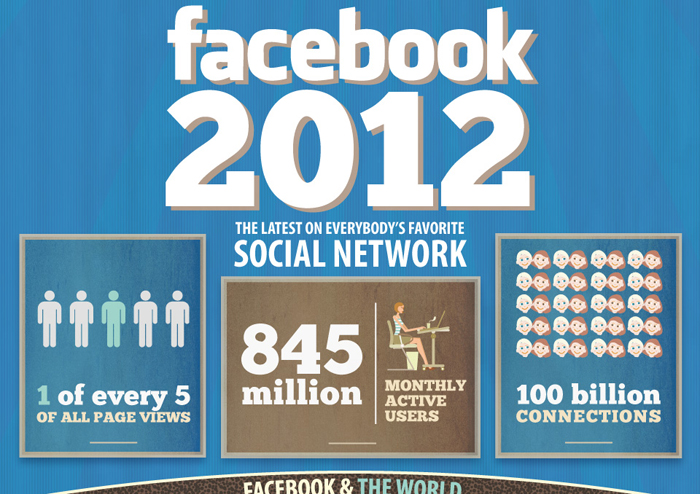 facebook
2012
THE LATEST ON EVERYBODY'S FAVORITE
SOCIAL NETWORK
1 of every 5
OF ALL PAGE VIEWS
845
million
MONTHLY
ACTIVE
USERS
100 billion
CONNECTIONS
FACEBOOK & THE WORLD